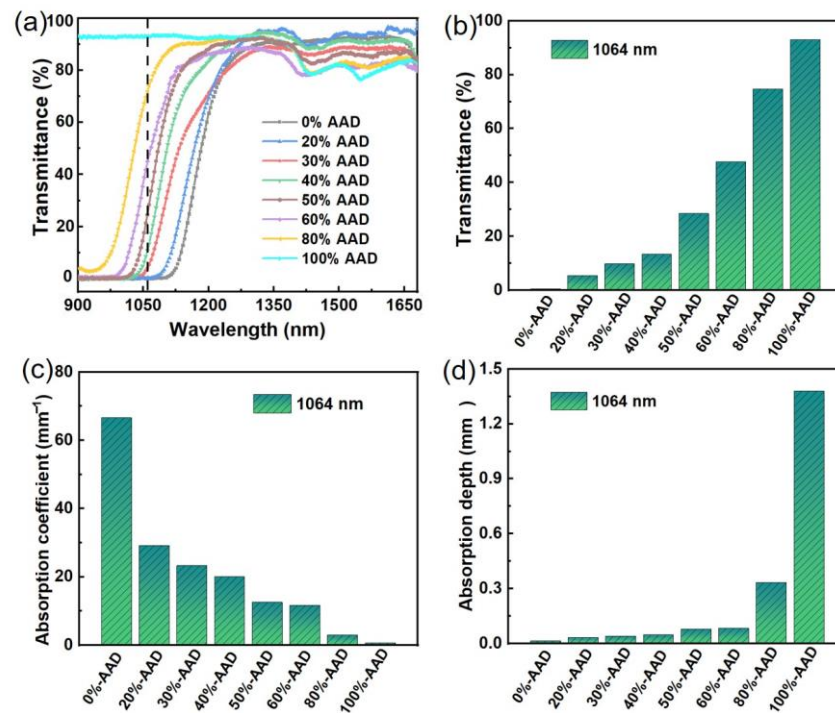 (a)
100
80
60
40
20
0
Transmittance (%)
0% AAD
20% AAD
30% AAD
40% AAD
50% AAD
60% AAD
80% AAD
100% AAD
900 1050 1200 1350 1500 1650
Wavelength (nm)
(b)
100
80
60
40
20
0
Transmittance (%)
1064 nm
0%-AAD 20%-AAD 30%-AAD 40%-AAD 50%-AAD 60%-AAD 80%-AAD 100%-AAD
(c)
80
60
40
20
0
Absorption coefficient (mm⁻¹)
1064 nm
0%-AAD 20%-AAD 30%-AAD 40%-AAD 50%-AAD 60%-AAD 80%-AAD 100%-AAD
(d)
1.5
1.2
0.9
0.6
0.3
0.0
Absorption depth (mm )
1064 nm
0%-AAD 20%-AAD 30%-AAD 40%-AAD 50%-AAD 60%-AAD 80%-AAD 100%-AAD